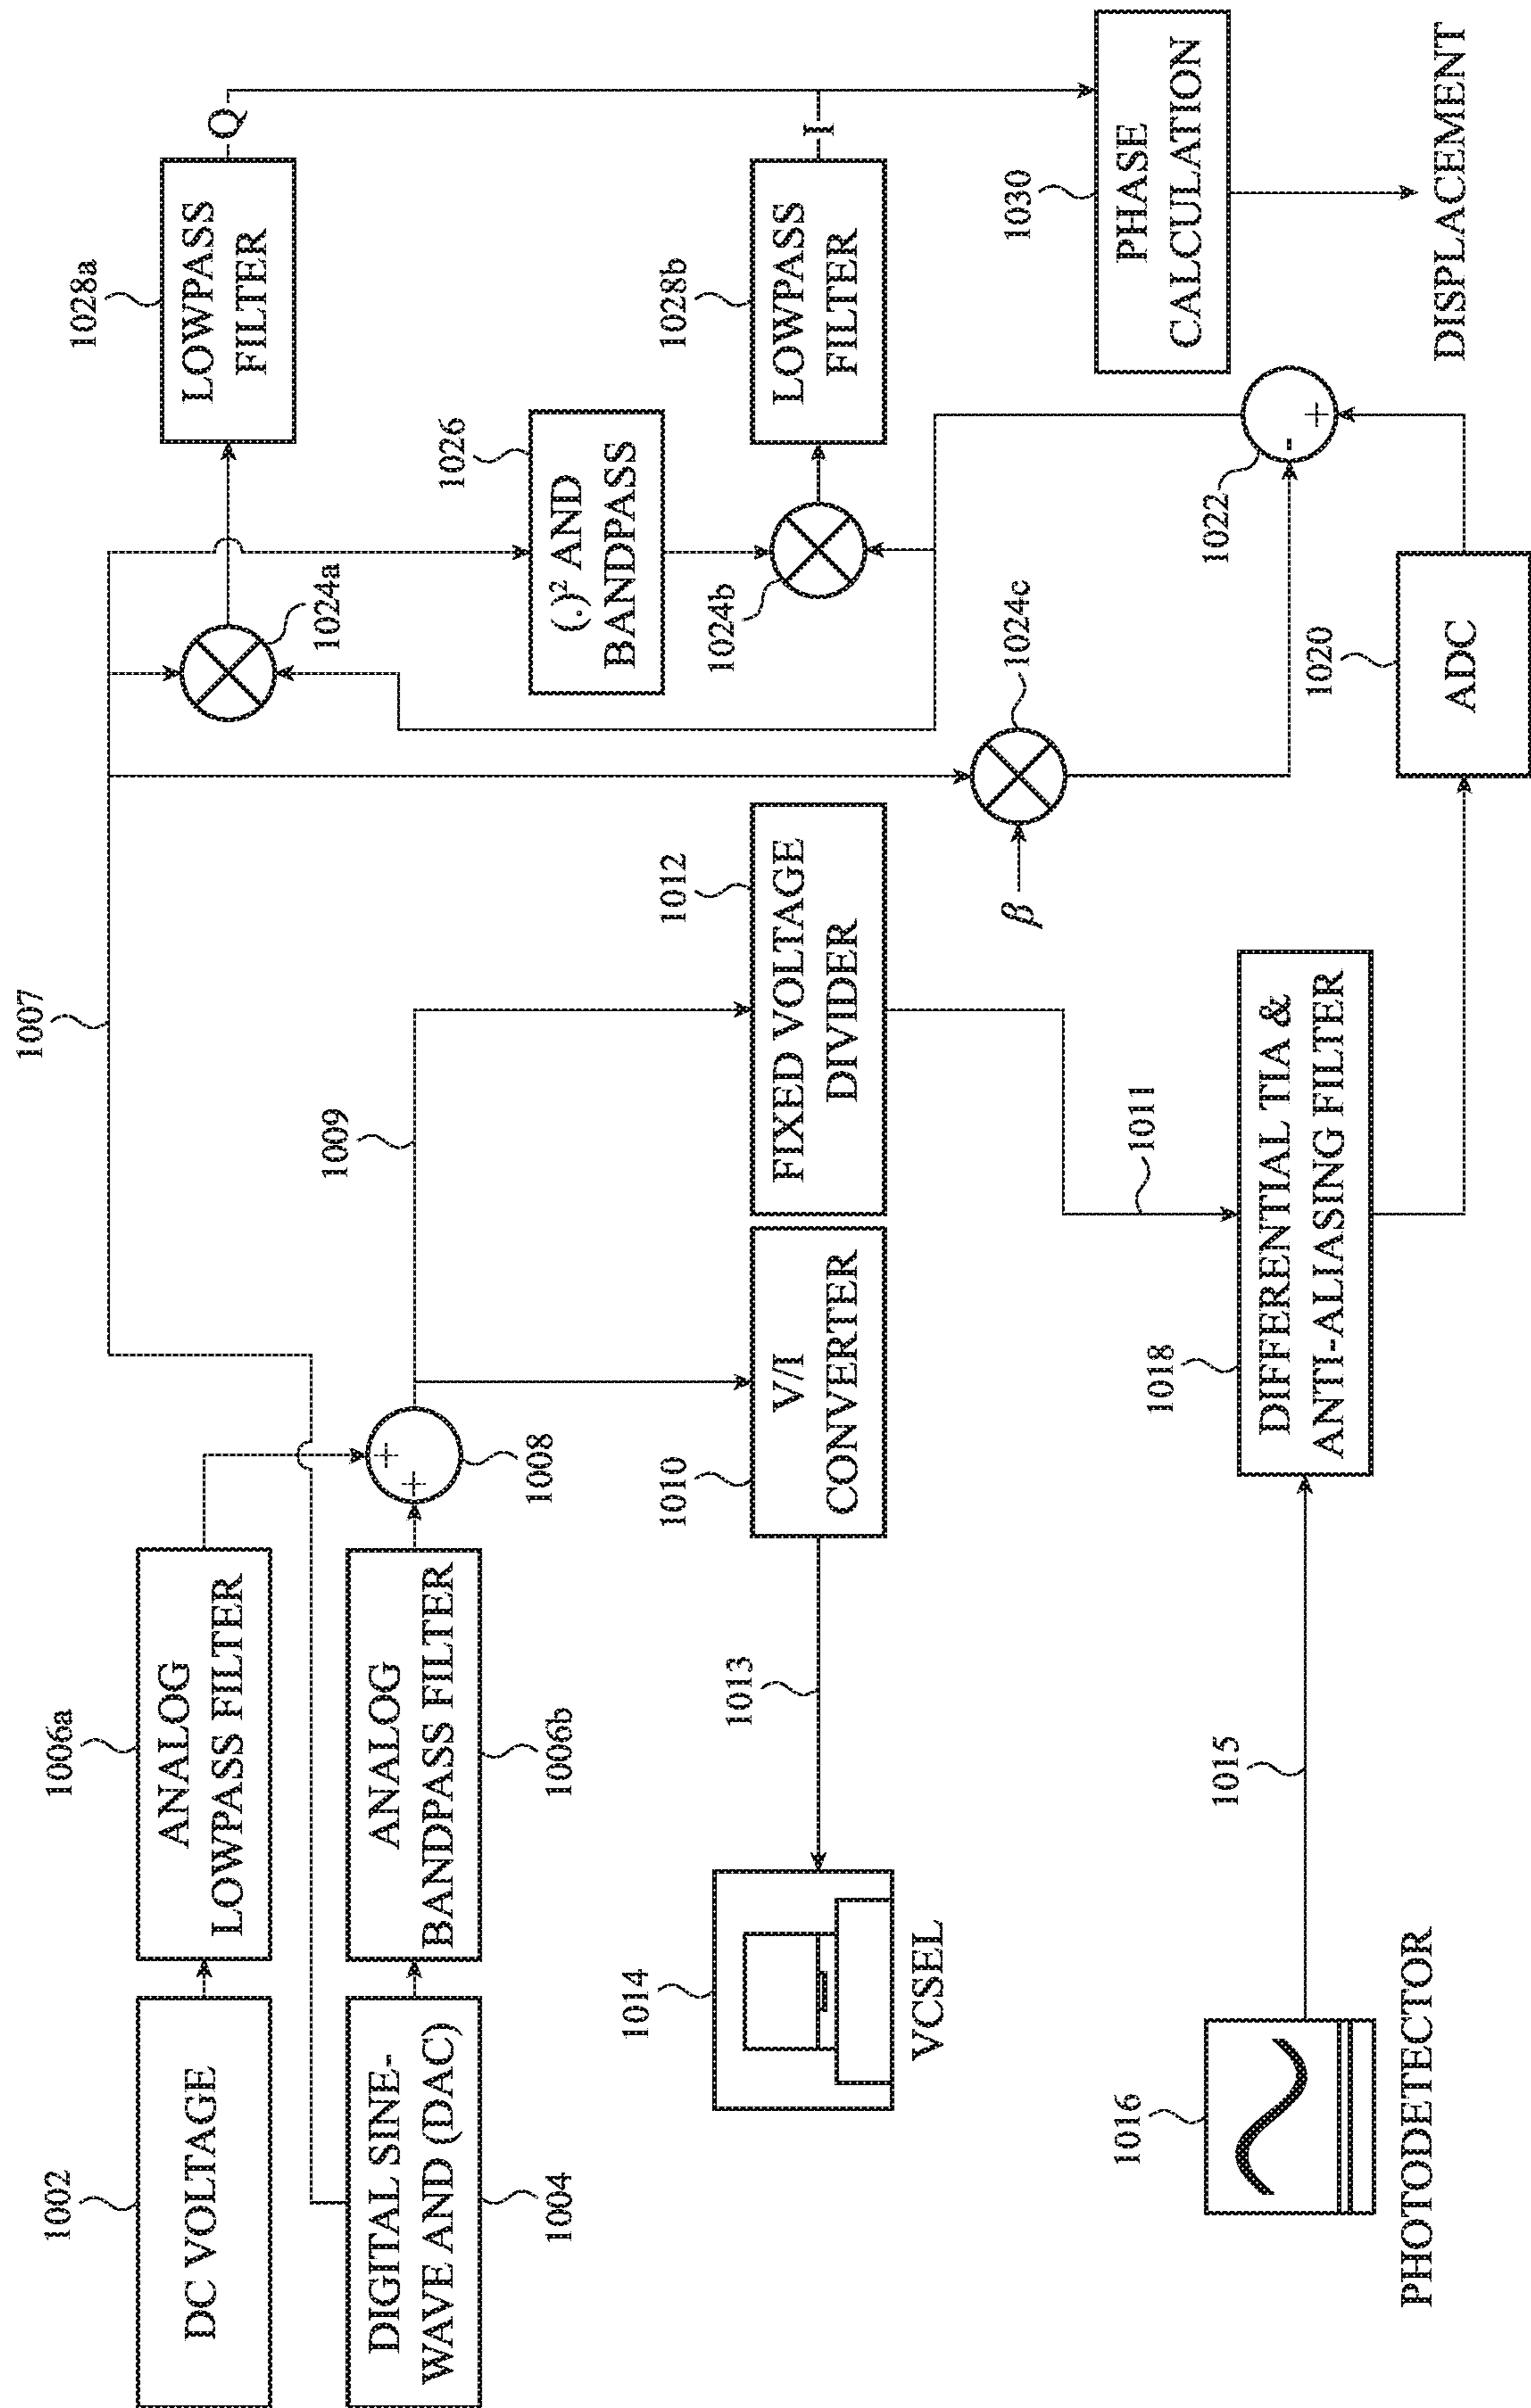 1002
DC VOLTAGE
1006a
ANALOG
LOWPASS FILTER
1004
DIGITAL SINE-
WAVE AND (DAC)
1006b
ANALOG
BANDPASS FILTER
+
+
1008
1007
1009
1024a
1028a
LOWPASS
FILTER
Q
1026
(.)² AND
BANDPASS
1024b
1028b
LOWPASS
FILTER
I
1014
VCSEL
1013
1010
V/I
CONVERTER
1012
FIXED VOLTAGE
DIVIDER
β
1024c
1030
PHASE
CALCULATION
DISPLACEMENT
1016
PHOTODETECTOR
1015
1011
1018
DIFFERENTIAL TIA &
ANTI-ALIASING FILTER
1020
ADC
1022
-
+